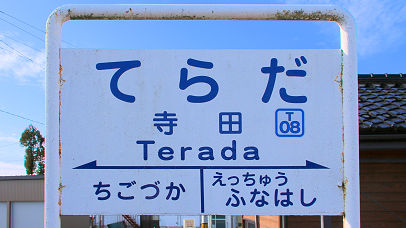 てらだ
寺田
T
08
Terada
ちごづか
えっちゅう
ふなはし